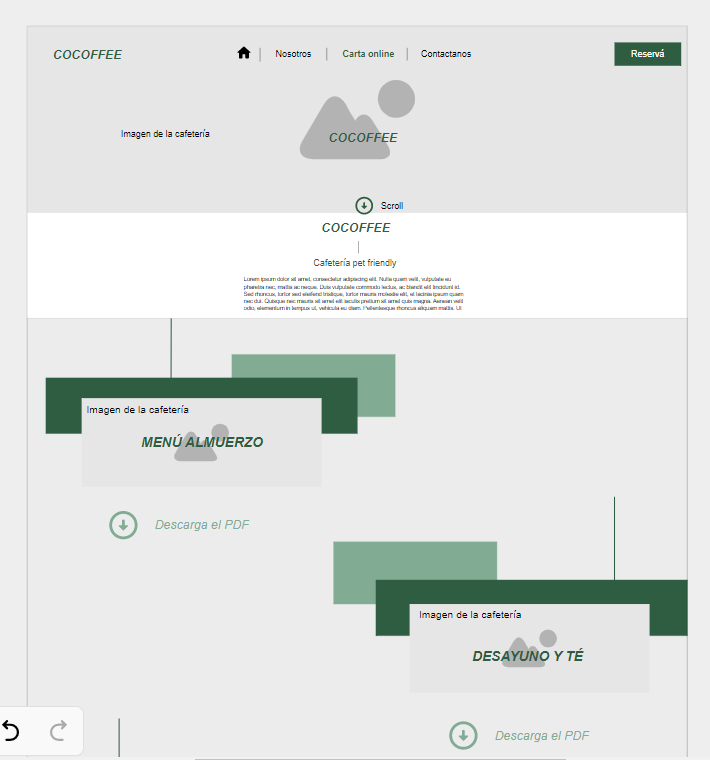 COCOFFEE
Nosotros
Carta online
Contactanos
Reservá
Imagen de la cafetería
COCOFFEE
Scroll
COCOFFEE
Cafetería pet friendly
Lorem ipsum dolor sit amet, consectetur adipiscing elit. Nulla quam velit, vulputate eu
pharetra nec, mattis ac neque. Duis vulputate commodo lectus, ac blandit elit tincidunt id.
Sed rhoncus, tortor sed eleifend tristique, tortor mauris molestie elit, et lacinia ipsum quam
nec dui. Quisque nec mauris sit amet elit iaculis pretium sit amet quis magna. Aenean velit
odio, elementum in tempus ut, vehicula eu diam. Pellentesque rhoncus aliquam mattis. Ut
Imagen de la cafetería
MENÚ ALMUERZO
Descarga el PDF
Imagen de la cafetería
DESAYUNO Y TÉ
Descarga el PDF